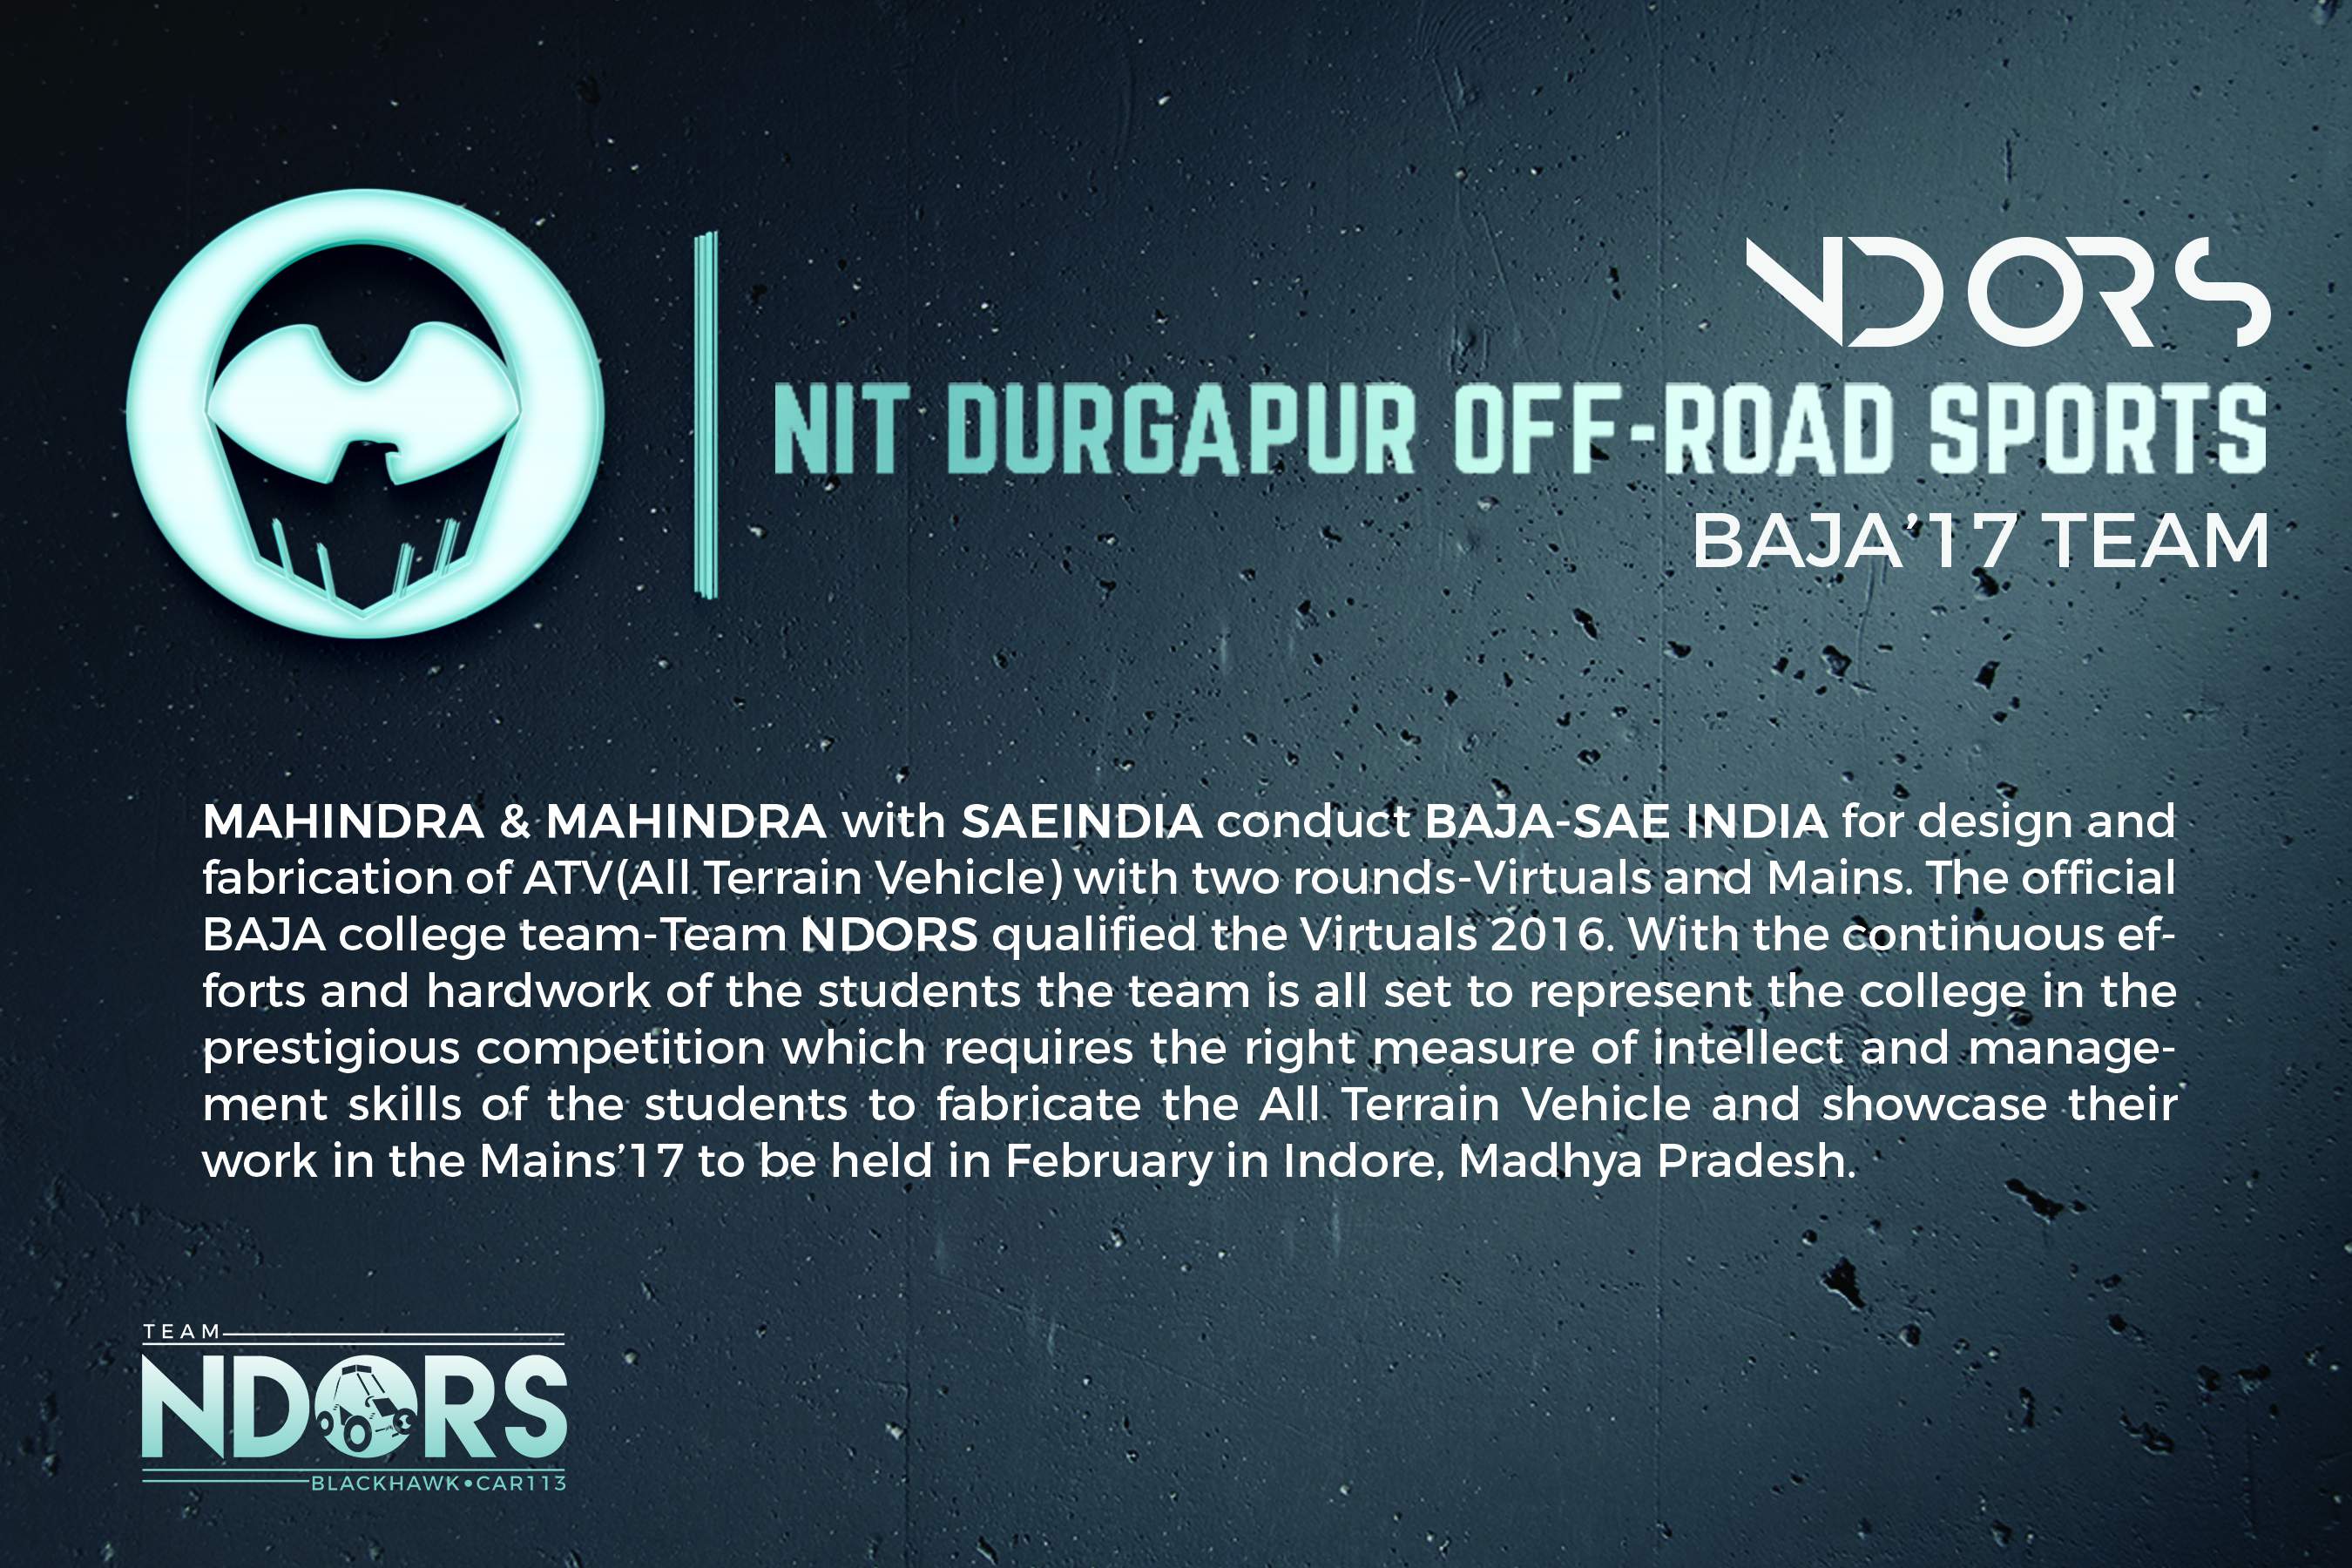 NDORS
NIT DURGAPUR OFF-ROAD SPORTS
BAJA’17 TEAM
MAHINDRA & MAHINDRA with SAEINDIA conduct BAJA-SAE INDIA for design and
fabrication of ATV(All Terrain Vehicle) with two rounds-Virtuals and Mains. The official
BAJA college team-Team NDORS qualified the Virtuals 2016. With the continuous ef-
forts and hardwork of the students the team is all set to represent the college in the
prestigious competition which requires the right measure of intellect and manage-
ment skills of the students to fabricate the All Terrain Vehicle and showcase their
work in the Mains’17 to be held in February in Indore, Madhya Pradesh.
TEAM
NDORS
BLACKHAWK•CAR113